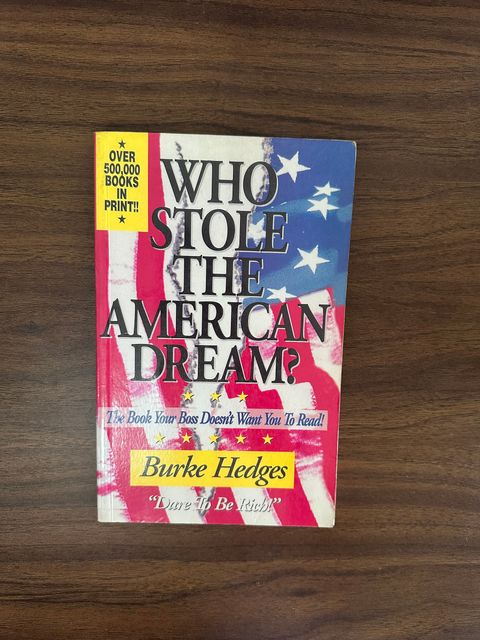 OVER
500,000
BOOKS
IN
PRINT!!
WHO
STOLE
THE
AMERICAN
DREAM?
The Book Your Boss Doesn't Want You To Read!
Burke Hedges
"Dare To Be Rich!"